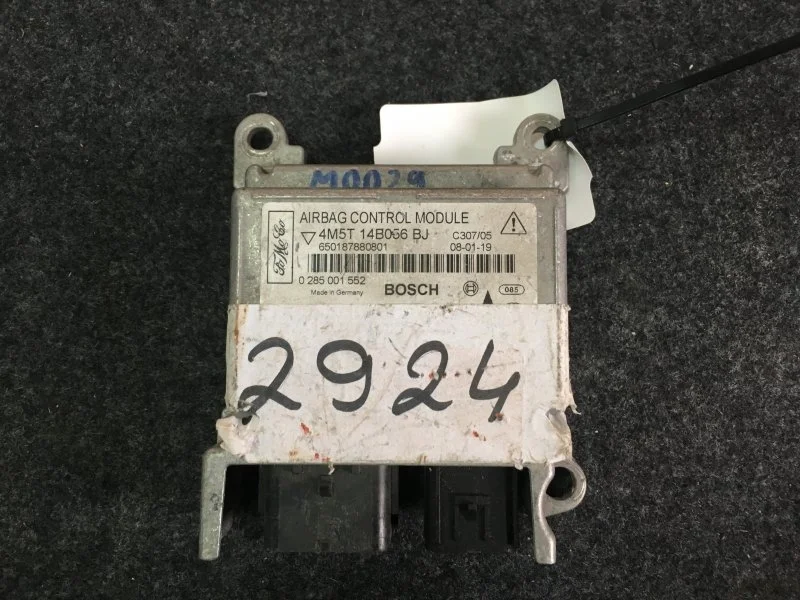 M0029
FoMoCo
AIRBAG CONTROL MODULE
4M5T 14B056 BJ C307/05
650187880801 08-01-19
0 285 001 552
Made in Germany BOSCH 085
2924